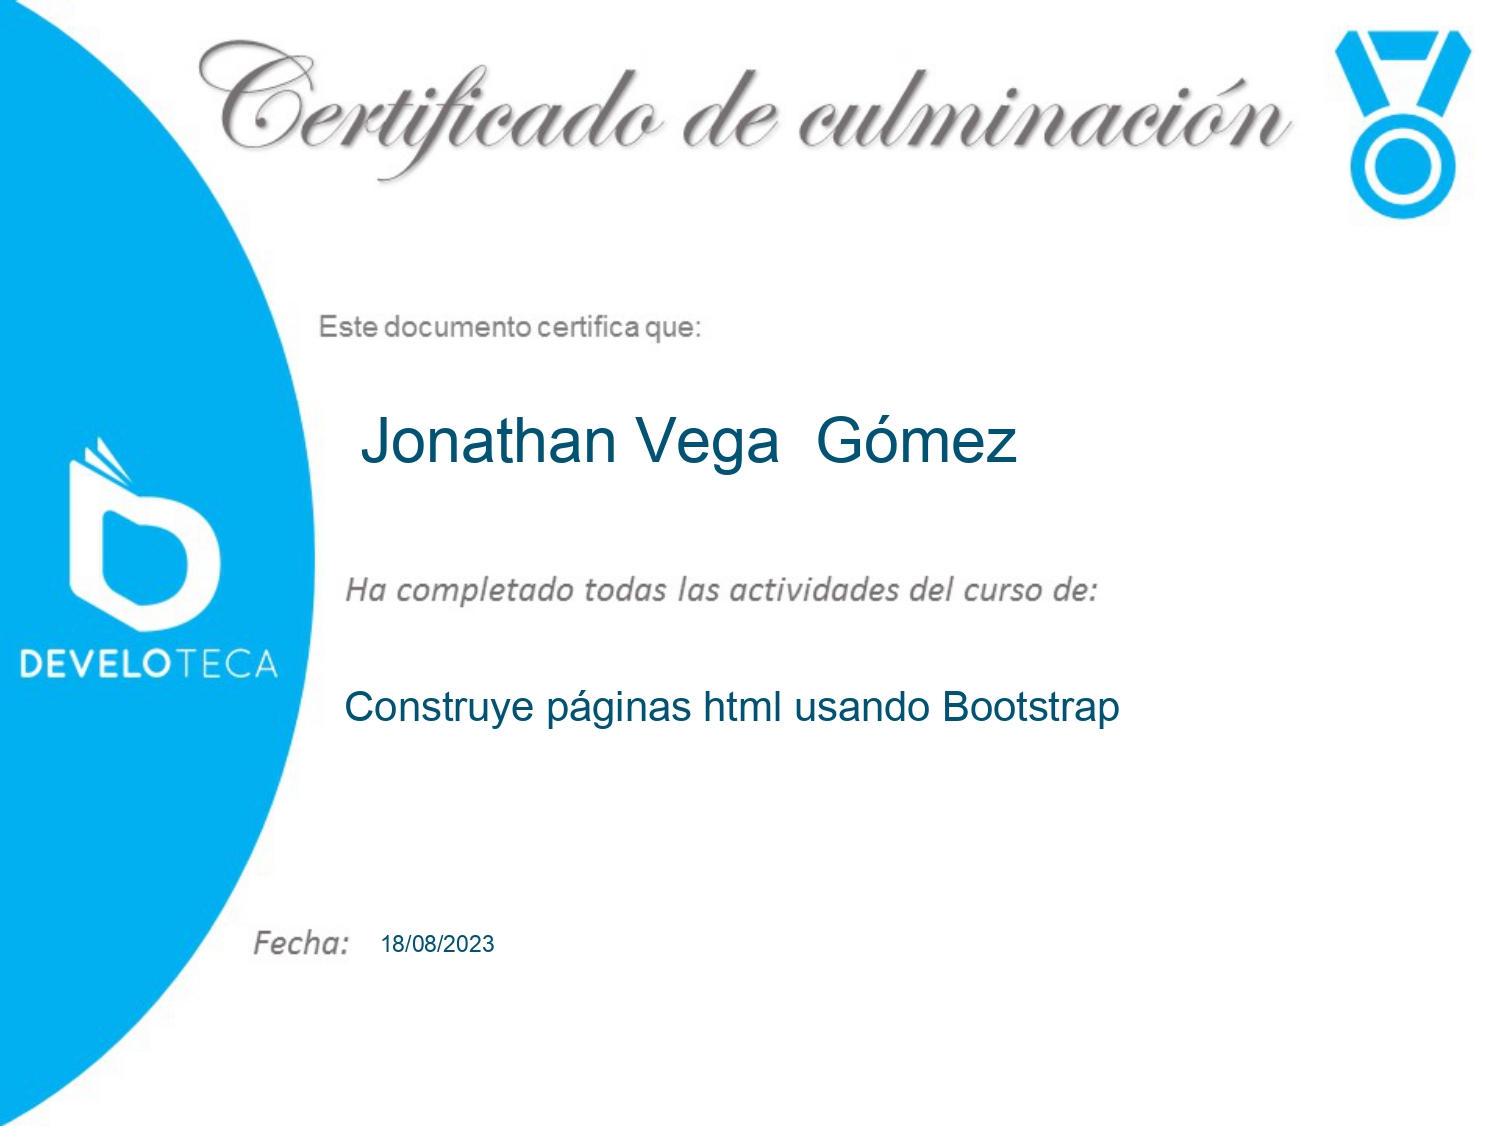 Certificado de culminación
Este documento certifica que:
Jonathan Vega  Gómez
Ha completado todas las actividades del curso de:
DEVELOTECA
Construye páginas html usando Bootstrap
Fecha: 18/08/2023